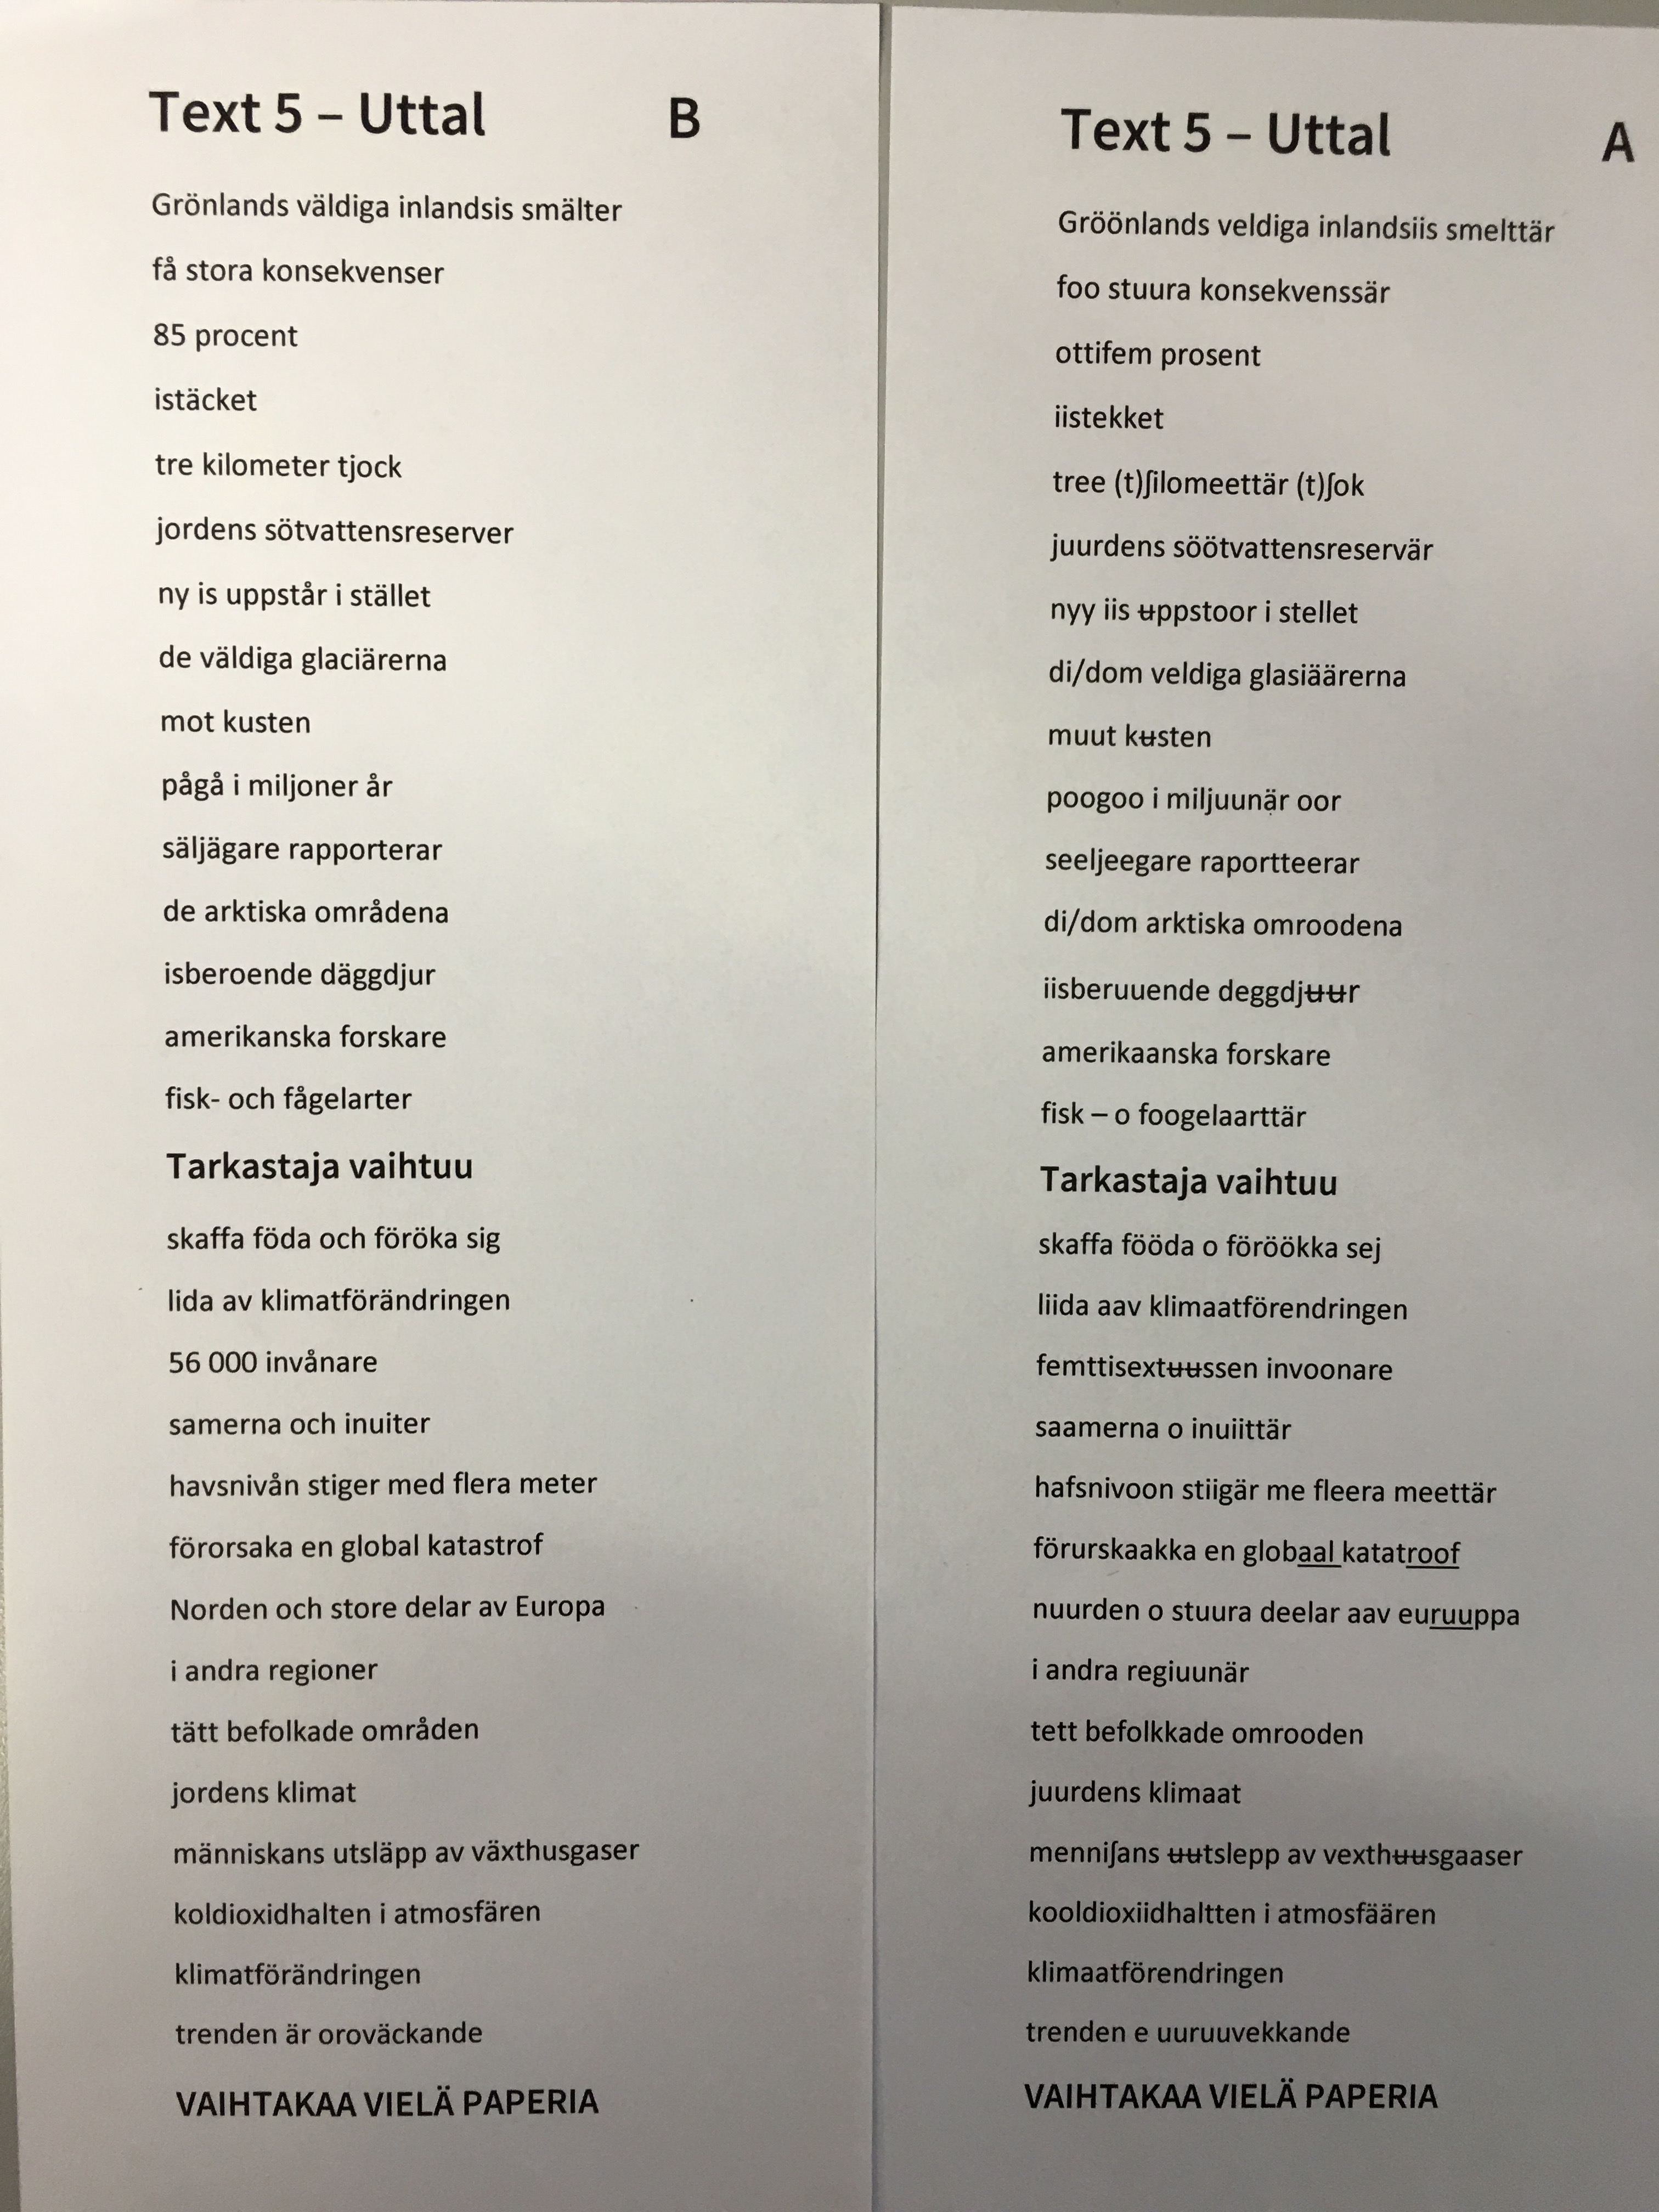 Text 5 – Uttal B
Grönlands väldiga inlandsis smälter
få stora konsekvenser
85 procent
istäcket
tre kilometer tjock
jordens sötvattensreserver
ny is uppstår i stället
de väldiga glaciärerna
mot kusten
pågå i miljoner år
säljägare rapporterar
de arktiska områdena
isberoende däggdjur
amerikanska forskare
fisk- och fågelarter
Tarkastaja vaihtuu
skaffa föda och föröka sig
lida av klimatförändringen
56 000 invånare
samerna och inuiter
havsnivån stiger med flera meter
förorsaka en global katastrof
Norden och store delar av Europa
i andra regioner
tätt befolkade områden
jordens klimat
människans utsläpp av växthusgaser
koldioxidhalten i atmosfären
klimatförändringen
trenden är oroväckande
VAIHTAKAA VIELÄ PAPERIA
Text 5 – Uttal A
Gröönlands veldiga inlandsiis smelttär
foo stuura konsekvenssär
ottifem prosent
iistekket
tree (t)ʃilomeettär (t)ʃok
juurdens söötvattensreservär
nyy iis ʉppstoor i stellet
di/dom veldiga glasiäärerna
muut kʉsten
poogoo i miljuunär oor
seeljeegare raportteerar
di/dom arktiska omroodena
iisberuuende deggdjʉʉr
amerikaanska forskare
fisk – o foogelaarttär
Tarkastaja vaihtuu
skaffa fööda o föröökka sej
liida aav klimaatförendringen
femttisextʉʉssen invoonare
saamerna o inuiittär
hafsnivoon stiigär me fleera meettär
förurskaakka en globaal katatroof
nuurden o stuura deelar aav euruuppa
i andra regiuunär
tett befolkkade omrooden
juurdens klimaat
menniʃans ʉʉtslepp av vexthʉʉsgaaser
kooldioxiidhaltten i atmosfäären
klimaatförendringen
trenden e uuruuvekkande
VAIHTAKAA VIELÄ PAPERIA